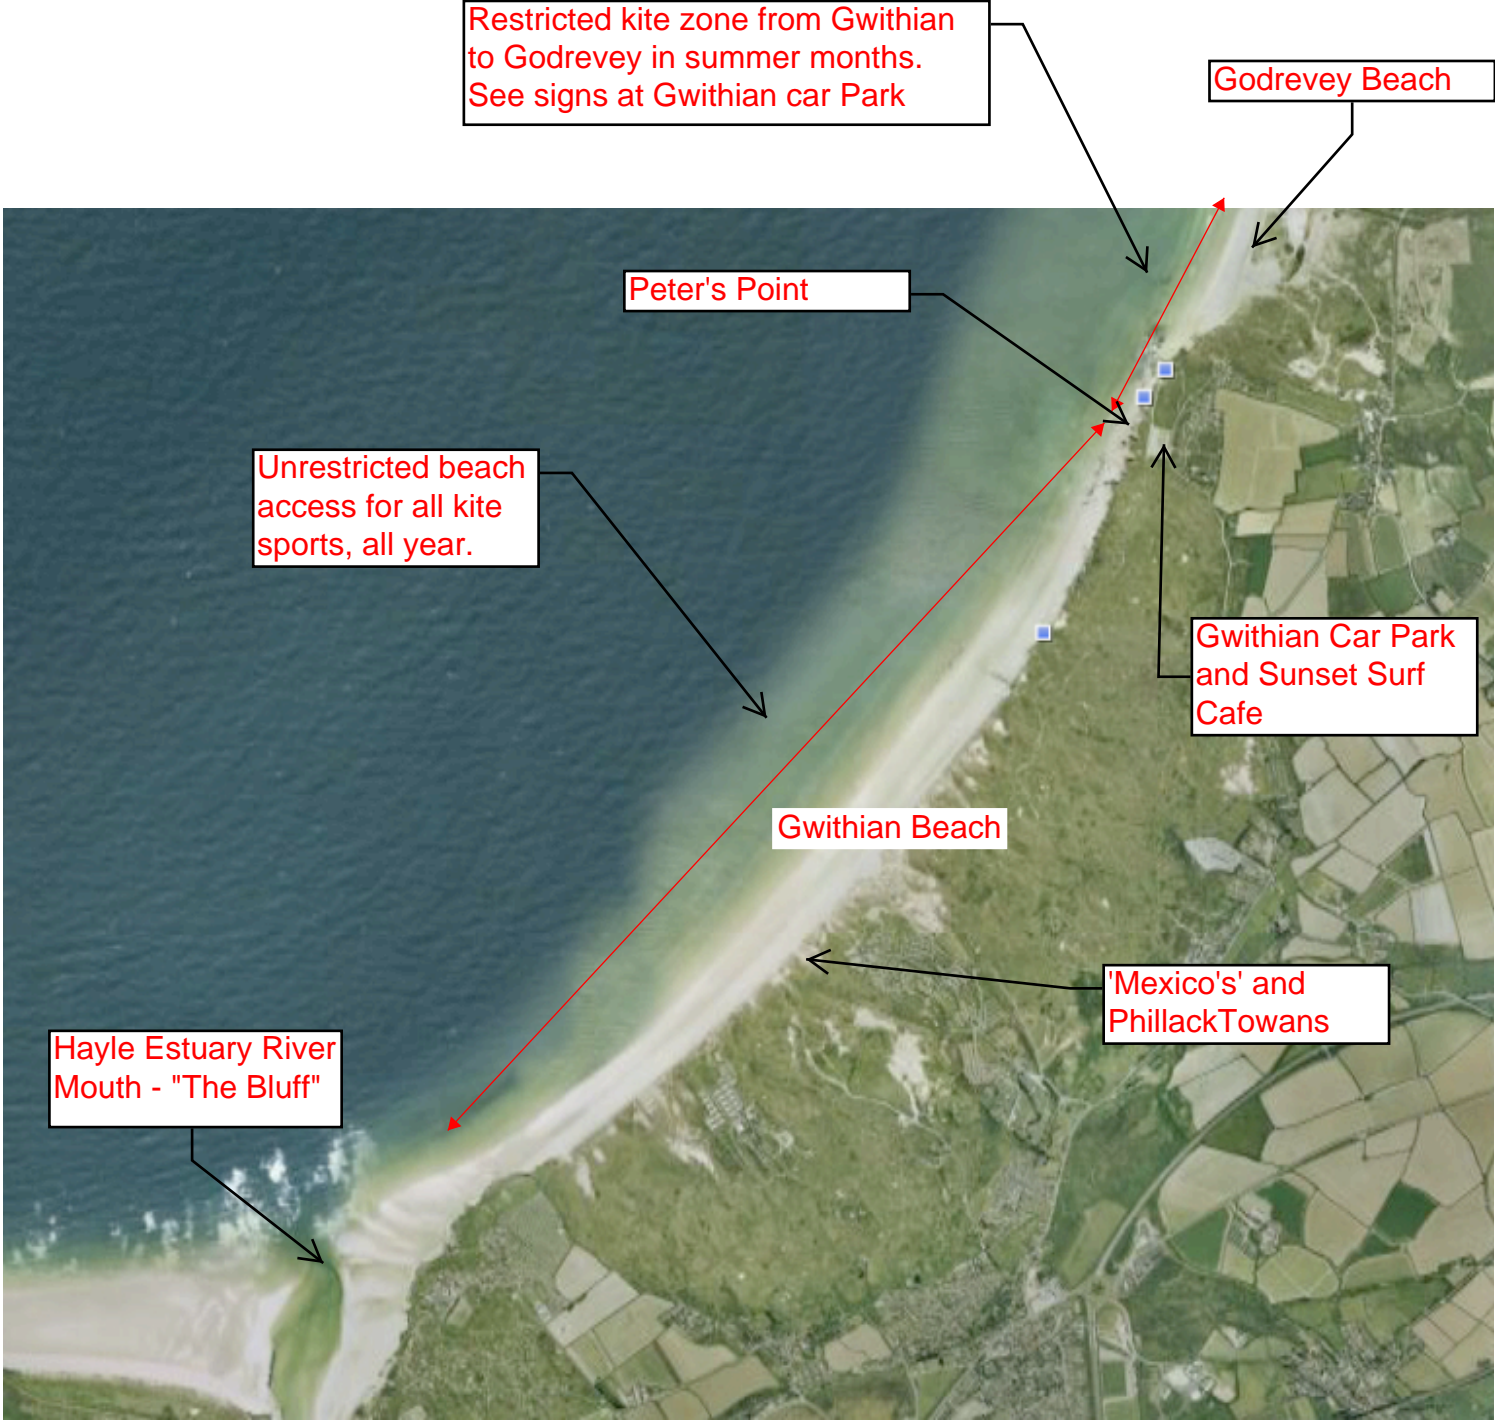 Restricted kite zone from Gwithian
to Godrevey in summer months.
See signs at Gwithian car Park
Godrevey Beach
Peter's Point
Unrestricted beach
access for all kite
sports, all year.
Gwithian Car Park
and Sunset Surf
Cafe
Gwithian Beach
'Mexico's' and
PhillackTowans
Hayle Estuary River
Mouth - "The Bluff"